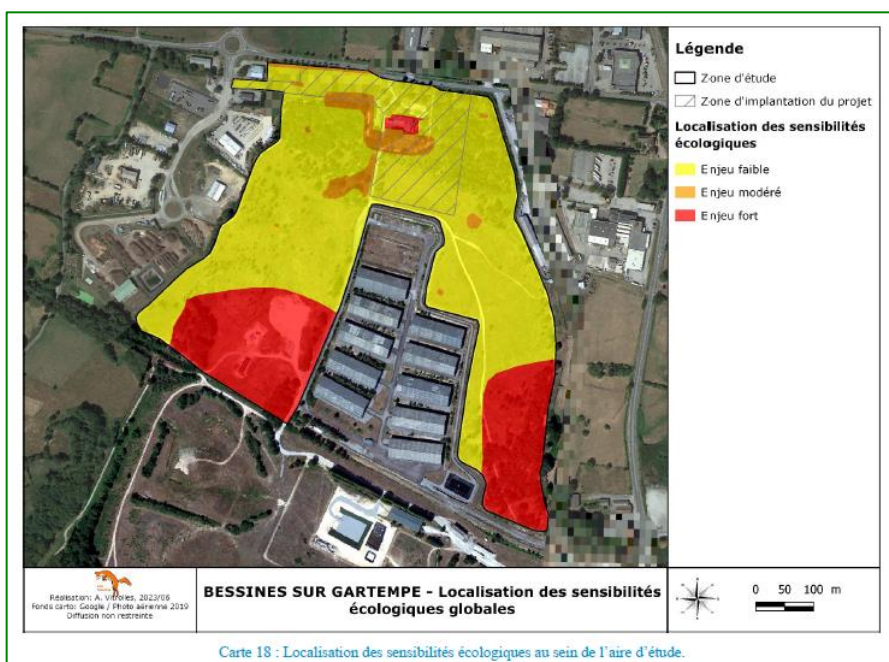 Légende
Zone d'étude
Zone d'implantation du projet
Localisation des sensibilités
écologiques
Enjeu faible
Enjeu modéré
Enjeu fort
Réalisation: A. Vitrolles, 2023/06
Fonds carto: Google / Photo aérienne 2019
Diffusion non restreinte
BESSINES SUR GARTEMPE - Localisation des sensibilités
écologiques globales
0 50 100 m
Carte 18 : Localisation des sensibilités écologiques au sein de l'aire d'étude.